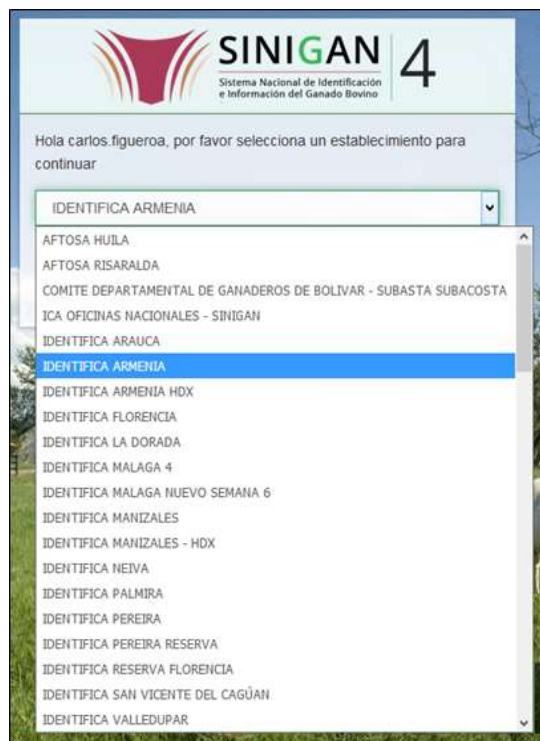 SINIGAN 4
Sistema Nacional de Identificación
e Información del Ganado Bovino
Hola carlos.figueroa, por favor selecciona un establecimiento para
continuar
IDENTIFICA ARMENIA
AFTOSA HUILA
AFTOSA RISARALDA
COMITE DEPARTAMENTAL DE GANADEROS DE BOLIVAR - SUBASTA SUBACOSTA
ICA OFICINAS NACIONALES - SINIGAN
IDENTIFICA ARAUCA
IDENTIFICA ARMENIA
IDENTIFICA ARMENIA HDX
IDENTIFICA FLORENCIA
IDENTIFICA LA DORADA
IDENTIFICA MALAGA 4
IDENTIFICA MALAGA NUEVO SEMANA 6
IDENTIFICA MANIZALES
IDENTIFICA MANIZALES - HDX
IDENTIFICA NEIVA
IDENTIFICA PALMIRA
IDENTIFICA PEREIRA
IDENTIFICA PEREIRA RESERVA
IDENTIFICA RESERVA FLORENCIA
IDENTIFICA SAN VICENTE DEL CAGÚAN
IDENTIFICA VALLEDUPAR